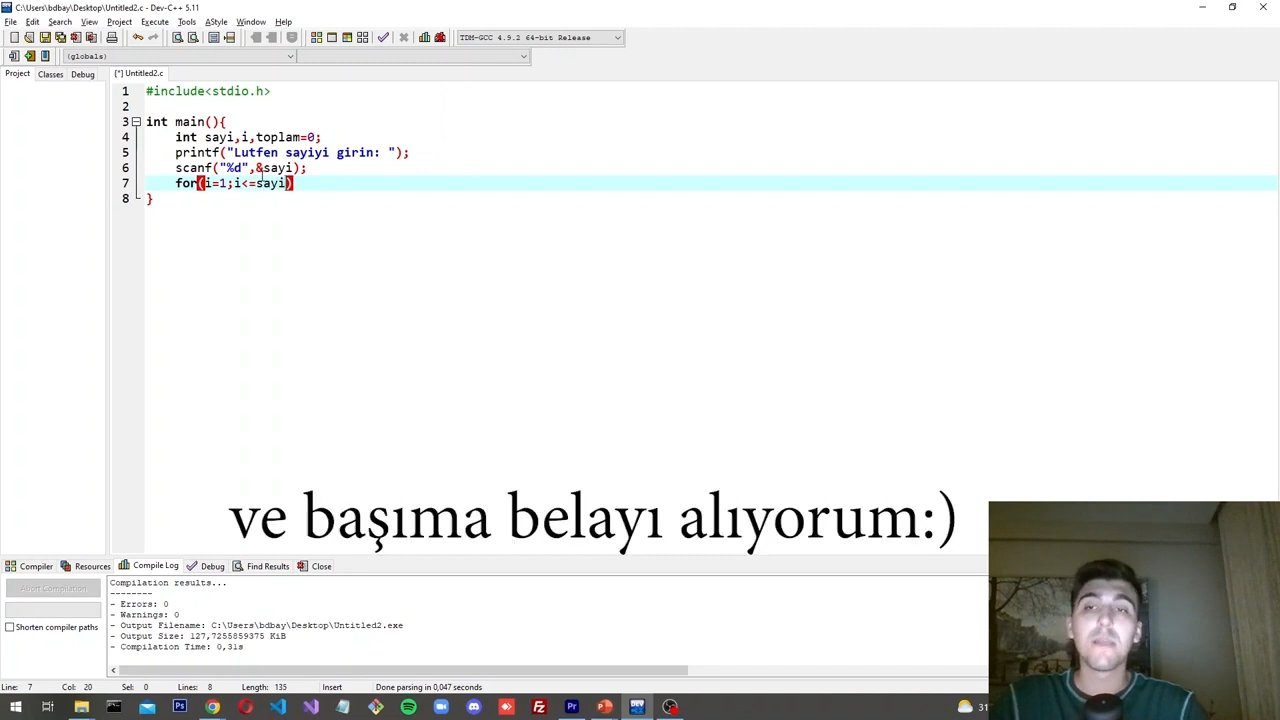 C:\Users\bdbay\Desktop\Untitled2.c - Dev-C++ 5.11
File Edit Search View Project Execute Tools AStyle Window Help
TDM-GCC 4.9.2 64-bit Release
(globals)
Project Classes Debug [*] Untitled2.c
1 #include<stdio.h>
2
3 int main(){
4 int sayi,i,toplam=0;
5 printf("Lutfen sayiyi girin: ");
6 scanf("%d",&sayi);
7 for(i=1;i<=sayi)
8 }
ve başıma belayı alıyorum:)
Compiler Resources Compile Log Debug Find Results Close
Abort Compilation
Shorten compiler paths
Compilation results...
--------
- Errors: 0
- Warnings: 0
- Output Filename: C:\Users\bdbay\Desktop\Untitled2.exe
- Output Size: 127,7255859375 KiB
- Compilation Time: 0,31s
Line: 7 Col: 20 Sel: 0 Lines: 8 Length: 135 Insert Done parsing in 0,047 seconds
31